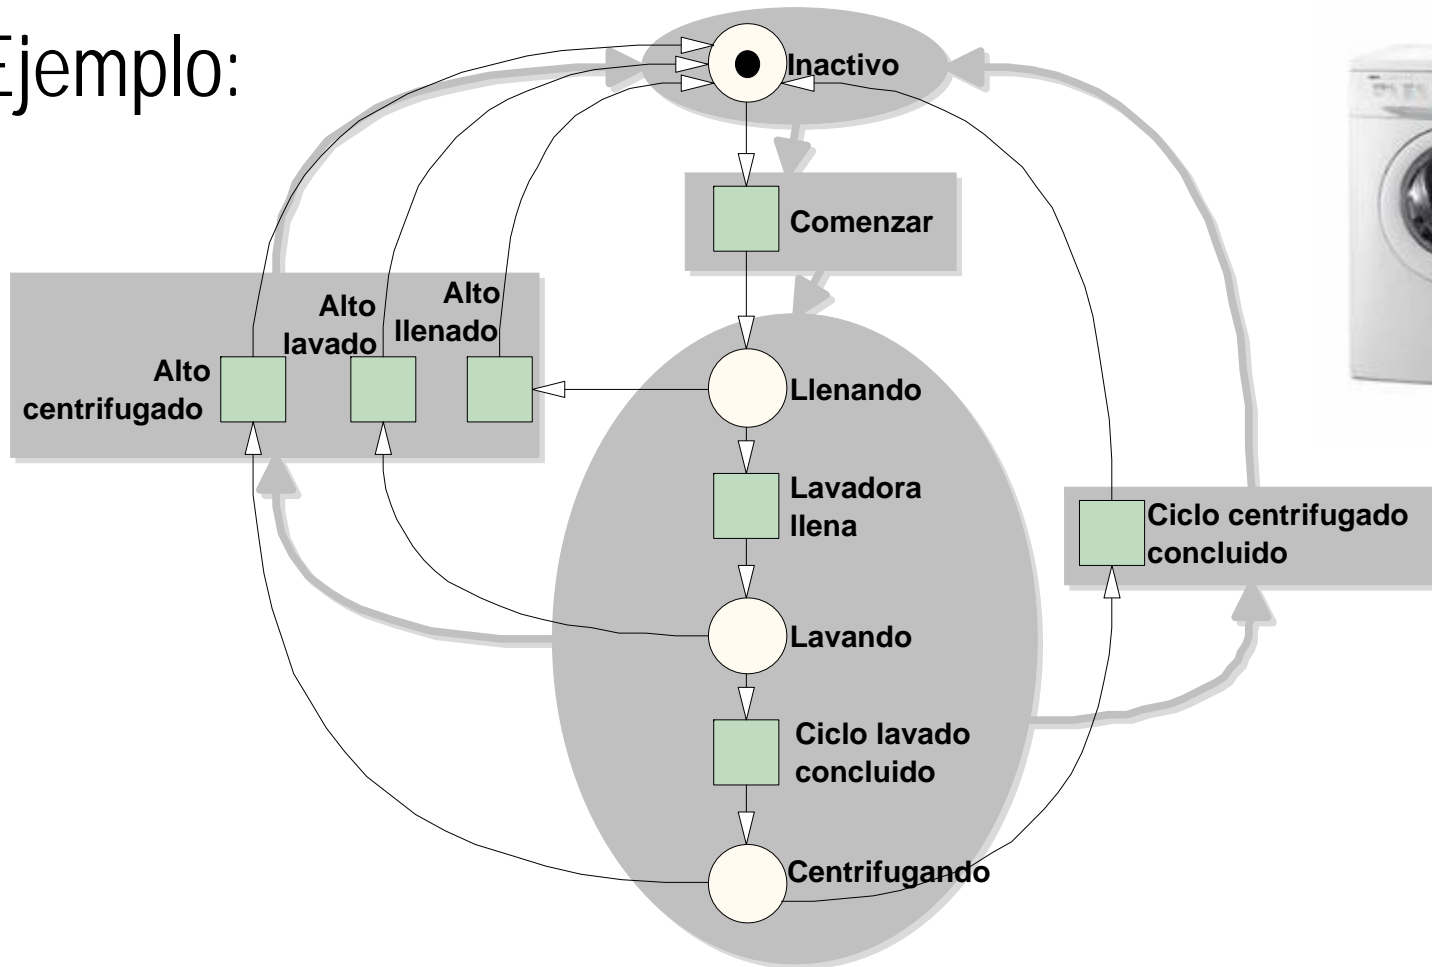 Ejemplo:
Inactivo
Comenzar
Alto
llenado
Alto
lavado
Alto
centrifugado
Llenando
Lavadora
llena
Ciclo centrifugado
concluido
Lavando
Ciclo lavado
concluido
Centrifugando